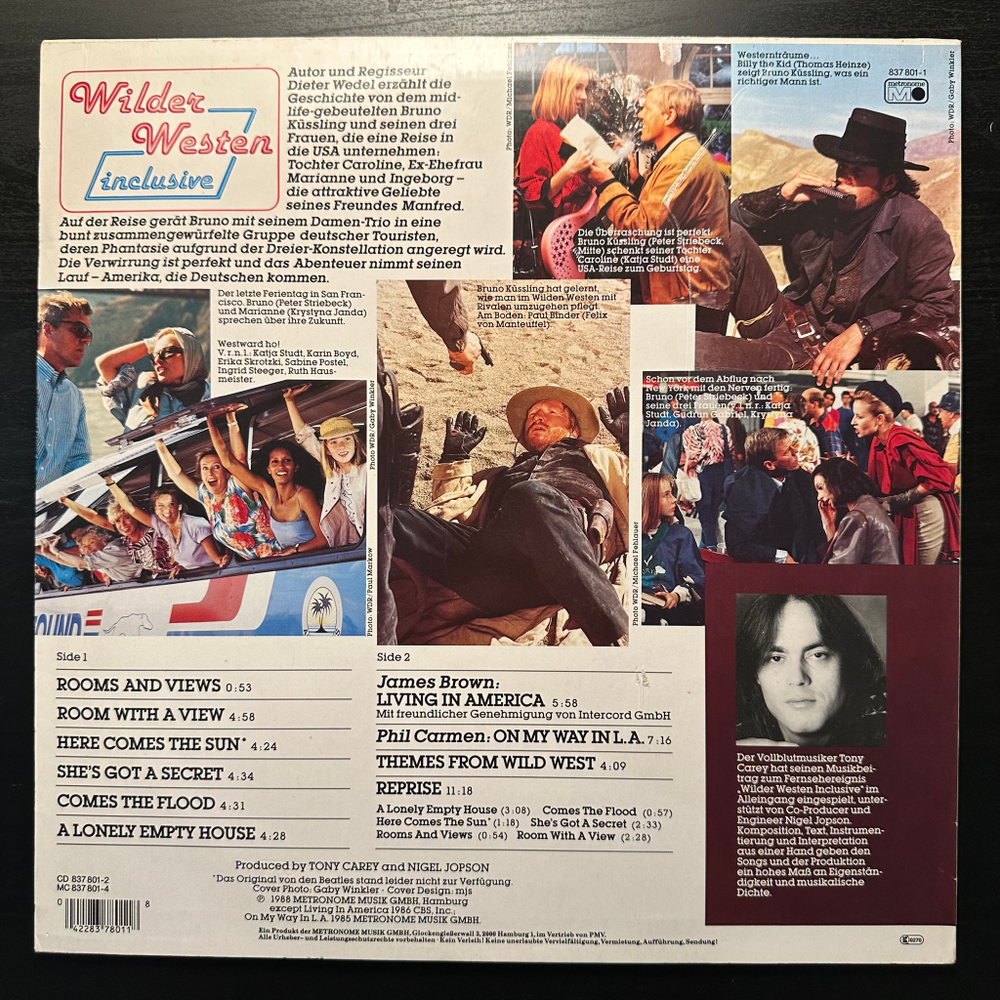 Wilder
Westen
inclusive
Autor und Regisseur
Dieter Wedel erzählt die
Geschichte von dem mid-
life-gebeutelten Bruno
Küssling und seinen drei
Frauen, die eine Reise in
die USA unternehmen:
Tochter Caroline, Ex-Ehefrau
Marianne und Ingeborg –
die attraktive Geliebte
seines Freundes Manfred.
Auf der Reise gerät Bruno mit seinem Damen-Trio in eine
bunt zusammengewürfelte Gruppe deutscher Touristen,
deren Phantasie aufgrund der Dreier-Konstellation angeregt wird.
Die Verwirrung ist perfekt und das Abenteuer nimmt seinen
Lauf – Amerika, die Deutschen kommen.
Photo: WDR/Michael Fehlauer
Die Überraschung ist perfekt.
Bruno Küssling (Peter Striebeck,
Mitte) schenkt seiner Tochter
Caroline (Katja Studt) eine
USA-Reise zum Geburtstag.
Westernträume...
Billy the Kid (Thomas Heinze)
zeigt Bruno Küssling, was ein
richtiger Mann ist.
837 801-1
metronome
M
Photo: WDR/Gaby Winkler
Der letzte Ferientag in San Fran-
cisco. Bruno (Peter Striebeck)
und Marianne (Krystyna Janda)
sprechen über ihre Zukunft.
Westward ho!
V. r. n. l.: Katja Studt, Karin Boyd,
Erika Skrotzki, Sabine Postel,
Ingrid Steeger, Ruth Haus-
meister.
Photo WDR/Gaby Winkler
Photo: WDR/Paul Markow
OUND
Bruno Küssling hat gelernt,
wie man im Wilden Westen mit
Rivalen umzugehen pflegt.
Am Boden: Paul Binder (Felix
von Manteuffel).
Schon vor dem Abflug nach
New York mit den Nerven fertig:
Bruno (Peter Striebeck) und
seine drei Frauen (v. l. n. r.: Katja
Studt, Gudrun Gabriel, Krystyna
Janda).
Photo WDR/Michael Fehlauer
Side 1
ROOMS AND VIEWS 0:53
ROOM WITH A VIEW 4:58
HERE COMES THE SUN* 4:24
SHE'S GOT A SECRET 4:34
COMES THE FLOOD 4:31
A LONELY EMPTY HOUSE 4:28
Side 2
James Brown:
LIVING IN AMERICA 5:58
Mit freundlicher Genehmigung von Intercord GmbH
Phil Carmen: ON MY WAY IN L.A. 7:16
THEMES FROM WILD WEST 4:09
REPRISE 11:18
A Lonely Empty House (3:08) Comes The Flood (0:57)
Here Comes The Sun* (1:18) She's Got A Secret (2:33)
Rooms And Views (0:54) Room With A View (2:28)
Der Vollblutmusiker Tony
Carey hat seinen Musikbei-
trag zum Fernsehereignis
„Wilder Westen Inclusive" im
Alleingang eingespielt, unter-
stützt von Co-Producer und
Engineer Nigel Jopson.
Komposition, Text, Instrumen-
tierung und Interpretation
aus einer Hand geben den
Songs und der Produktion
ein hohes Maß an Eigenstän-
digkeit und musikalische
Dichte.
Produced by TONY CAREY and NIGEL JOPSON
*Das Original von den Beatles stand leider nicht zur Verfügung.
Cover Photo: Gaby Winkler · Cover Design: mjs
℗ 1988 METRONOME MUSIK GMBH, Hamburg
except Living In America 1986 CBS, Inc.;
On My Way In L.A. 1985 METRONOME MUSIK GMBH.
CD 837 801-2
MC 837 801-4
0 42283 78011 8
Ein Produkt der METRONOME MUSIK GMBH, Glockengießerwall 3, 2000 Hamburg 1, im Vertrieb von PMV.
Alle Urheber- und Leistungsschutzrechte vorbehalten · Kein Verleih! Keine unerlaubte Vervielfältigung, Vermietung, Aufführung, Sendung!
0270